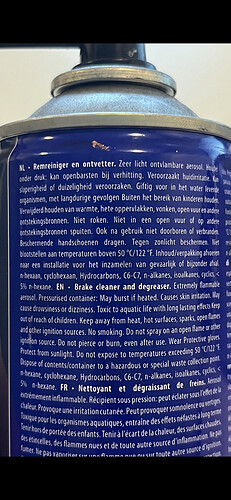 NL - Remreiniger en ontvetter. Zeer licht ontvlambare aerosol. Houder
onder druk: kan openbarsten bij verhitting. Veroorzaakt huidirritatie. Kan
slaperigheid of duizeligheid veroorzaken. Giftig voor in het water levende
organismen, met langdurige gevolgen Buiten het bereik van kinderen houden.
Verwijderd houden van warmte, hete oppervlakken, vonken, open vuur en andere
ontstekingsbronnen. Niet roken. Niet in een open vuur of op andere
ontstekingsbronnen spuiten. Ook na gebruik niet doorboren of verbranden.
Beschermende handschoenen dragen. Tegen zonlicht beschermen. Niet
blootstellen aan temperaturen boven 50 °C/122 °F. Inhoud/verpakking afvoeren
naar een installatie voor het inzamelen van gevaarlijk of bijzonder afval.
n-hexaan, cyclohexaan, Hydrocarbons, C6-C7, n-alkanes, isoalkanes, cyclics, <
5% n-hexane. EN - Brake cleaner and degreaser. Extremely flammable
aerosol. Pressurised container: May burst if heated. Causes skin irritation. May
cause drowsiness or dizziness. Toxic to aquatic life with long lasting effects Keep
out of reach of children. Keep away from heat, hot surfaces, sparks, open flames
and other ignition sources. No smoking. Do not spray on an open flame or other
ignition source. Do not pierce or burn, even after use. Wear Protective gloves.
Protect from sunlight. Do not expose to temperatures exceeding 50 °C/122 °F.
Dispose of contents/container to a hazardous or special waste collection point.
n-hexane, cyclohexane, Hydrocarbons, C6-C7, n-alkanes, isoalkanes, cyclics, <
5% n-hexane. FR - Nettoyant et dégraissant de freins. Aérosol
extrêmement inflammable. Récipient sous pression: peut éclater sous l'effet de la
chaleur. Provoque une irritation cutanée. Peut provoquer somnolence ou vertiges.
Toxique pour les organismes aquatiques, entraîne des effets néfastes à long terme
Tenir hors de portée des enfants. Tenir à l'écart de la chaleur, des surfaces chaudes,
des étincelles, des flammes nues et de toute autre source d'inflammation. Ne pas
fumer. Ne pas vaporiser sur une flamme nue ou sur toute autre source